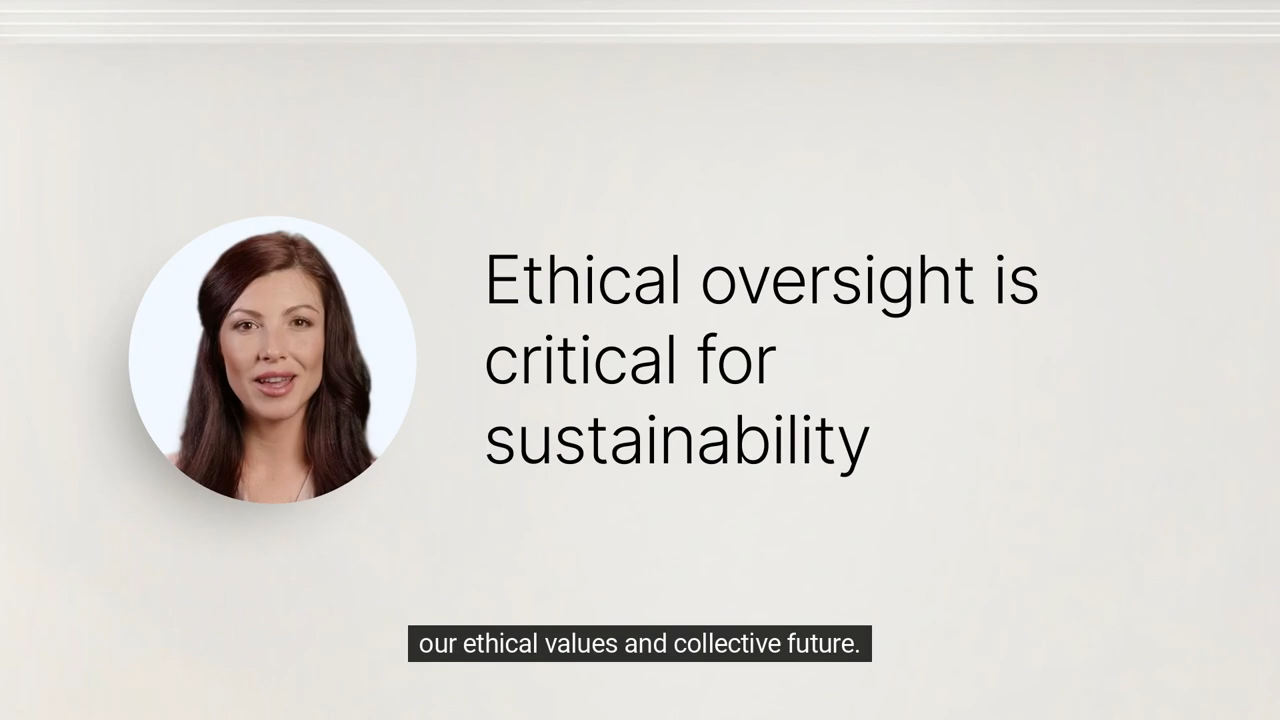 Ethical oversight is
critical for
sustainability
our ethical values and collective future.